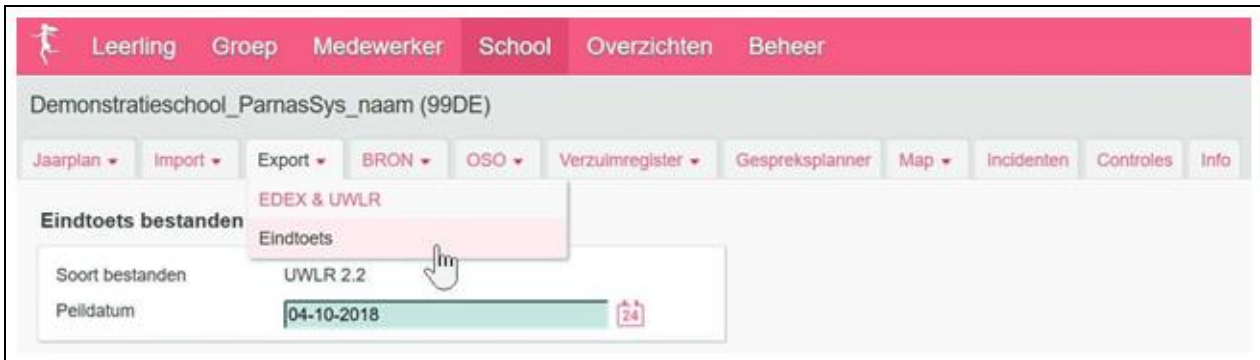 Leerling Groep Medewerker School Overzichten Beheer
Demonstratieschool_ParnasSys_naam (99DE)
Jaarplan Import Export BRON OSO Verzuimregister Gespreksplanner Map Incidenten Controles Info
EDEX & UWLR
Eindtoets bestanden
Eindtoets
Soort bestanden UWLR 2.2
Peildatum 04-10-2018 24